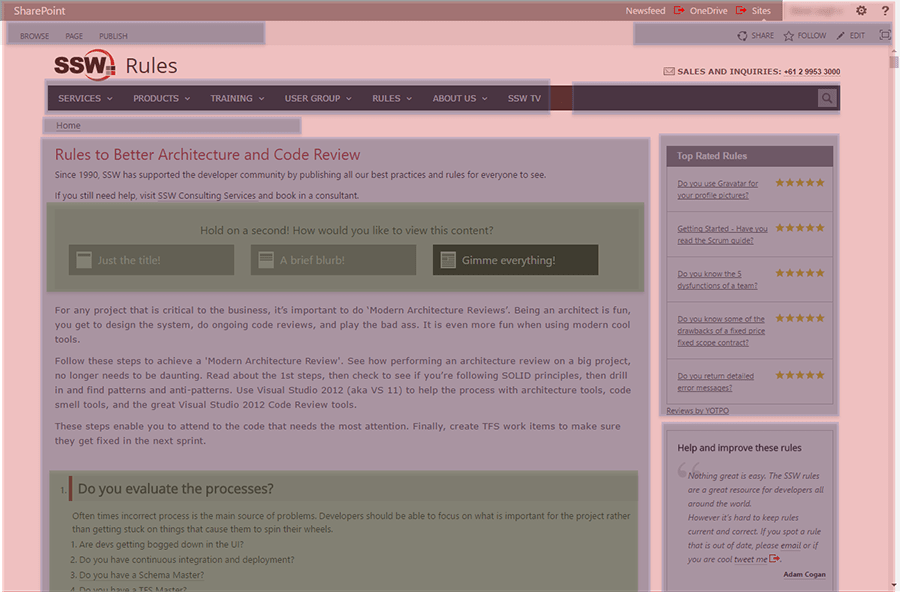 SharePoint
Newsfeed OneDrive Sites ?
BROWSE PAGE PUBLISH
SHARE FOLLOW EDIT
SSW Rules
SALES AND INQUIRIES: +61 2 9953 3000
SERVICES PRODUCTS TRAINING USER GROUP RULES ABOUT US SSW TV
Home
Rules to Better Architecture and Code Review
Since 1990, SSW has supported the developer community by publishing all our best practices and rules for everyone to see.
If you still need help, visit SSW Consulting Services and book in a consultant.
Hold on a second! How would you like to view this content?
Just the title! A brief blurb! Gimme everything!
For any project that is critical to the business, it's important to do 'Modern Architecture Reviews'. Being an architect is fun,
you get to design the system, do ongoing code reviews, and play the bad ass. It is even more fun when using modern cool
tools.
Follow these steps to achieve a 'Modern Architecture Review'. See how performing an architecture review on a big project,
no longer needs to be daunting. Read about the 1st steps, then check to see if you're following SOLID principles, then drill
in and find patterns and anti-patterns. Use Visual Studio 2012 (aka VS 11) to help the process with architecture tools, code
smell tools, and the great Visual Studio 2012 Code Review tools.
These steps enable you to attend to the code that needs the most attention. Finally, create TFS work items to make sure
they get fixed in the next sprint.
1. Do you evaluate the processes?
Often times incorrect process is the main source of problems. Developers should be able to focus on what is important for the project rather
than getting stuck on things that cause them to spin their wheels.
1. Are devs getting bogged down in the UI?
2. Do you have continuous integration and deployment?
3. Do you have a Schema Master?
4. Do you have a TFS Master?
Top Rated Rules
Do you use Gravatar for
your profile pictures?
Getting Started - Have you
read the Scrum guide?
Do you know the 5
dysfunctions of a team?
Do you know some of the
drawbacks of a fixed price
fixed scope contract?
Do you return detailed
error messages?
Reviews by YOTPO
Help and improve these rules
Nothing great is easy. The SSW rules
are a great resource for developers all
around the world.
However it's hard to keep rules
current and correct. If you spot a rule
that is out of date, please email or if
you are cool tweet me.
Adam Cogan